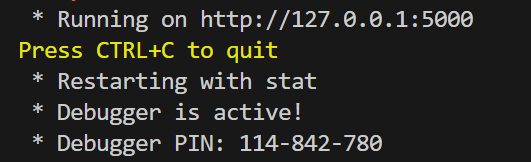 * Running on http://127.0.0.1:5000
Press CTRL+C to quit
* Restarting with stat
* Debugger is active!
* Debugger PIN: 114-842-780